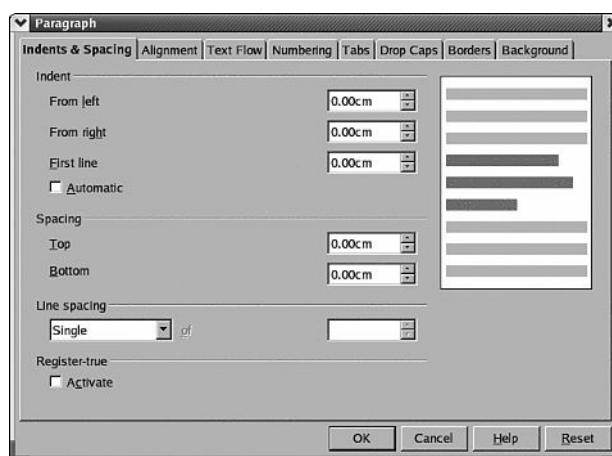 Paragraph
Indents & Spacing Alignment Text Flow Numbering Tabs Drop Caps Borders Background
Indent
From left 0.00cm
From right 0.00cm
First line 0.00cm
Automatic
Spacing
Top 0.00cm
Bottom 0.00cm
Line spacing
Single of
Register-true
Activate
OK Cancel Help Reset